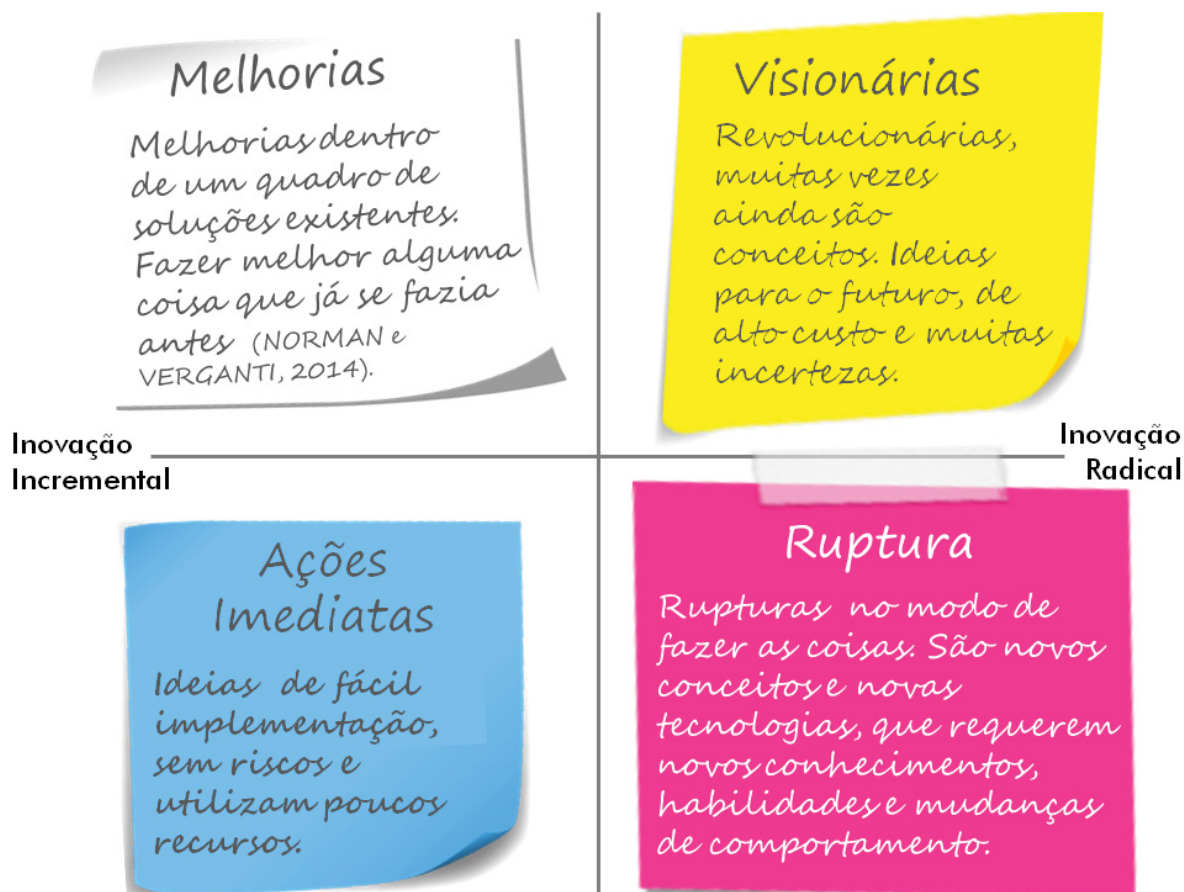 Melhorias
Melhorias dentro
de um quadro de
soluções existentes.
Fazer melhor alguma
coisa que já se fazia
antes (NORMAN e
VERGANTI, 2014).
Visionárias
Revolucionárias,
muitas vezes
ainda são
conceitos. Ideias
para o futuro, de
alto custo e muitas
incertezas.
Inovação
Incremental
Inovação
Radical
Ações
Imediatas
Ideias de fácil
implementação,
sem riscos e
utilizam poucos
recursos.
Ruptura
Rupturas no modo de
fazer as coisas. São novos
conceitos e novas
tecnologias, que requerem
novos conhecimentos,
habilidades e mudanças
de comportamento.